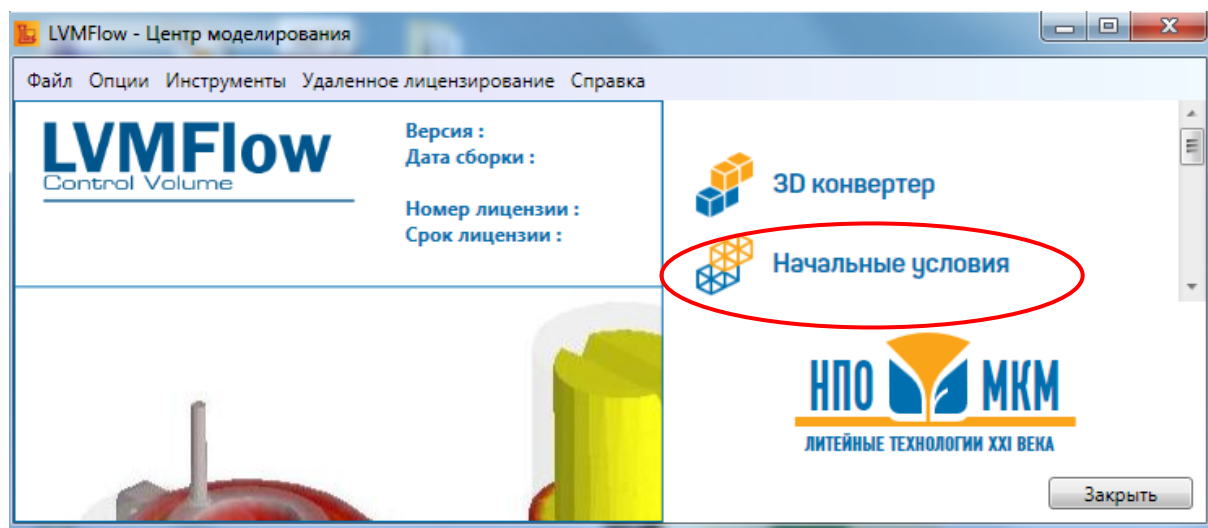 LVMFlow - Центр моделирования
Файл Опции Инструменты Удаленное лицензирование Справка
LVMFlow
Control Volume
Версия :
Дата сборки :
Номер лицензии :
Срок лицензии :
3D конвертер
Начальные условия
НПО МКМ
ЛИТЕЙНЫЕ ТЕХНОЛОГИИ XXI ВЕКА
Закрыть